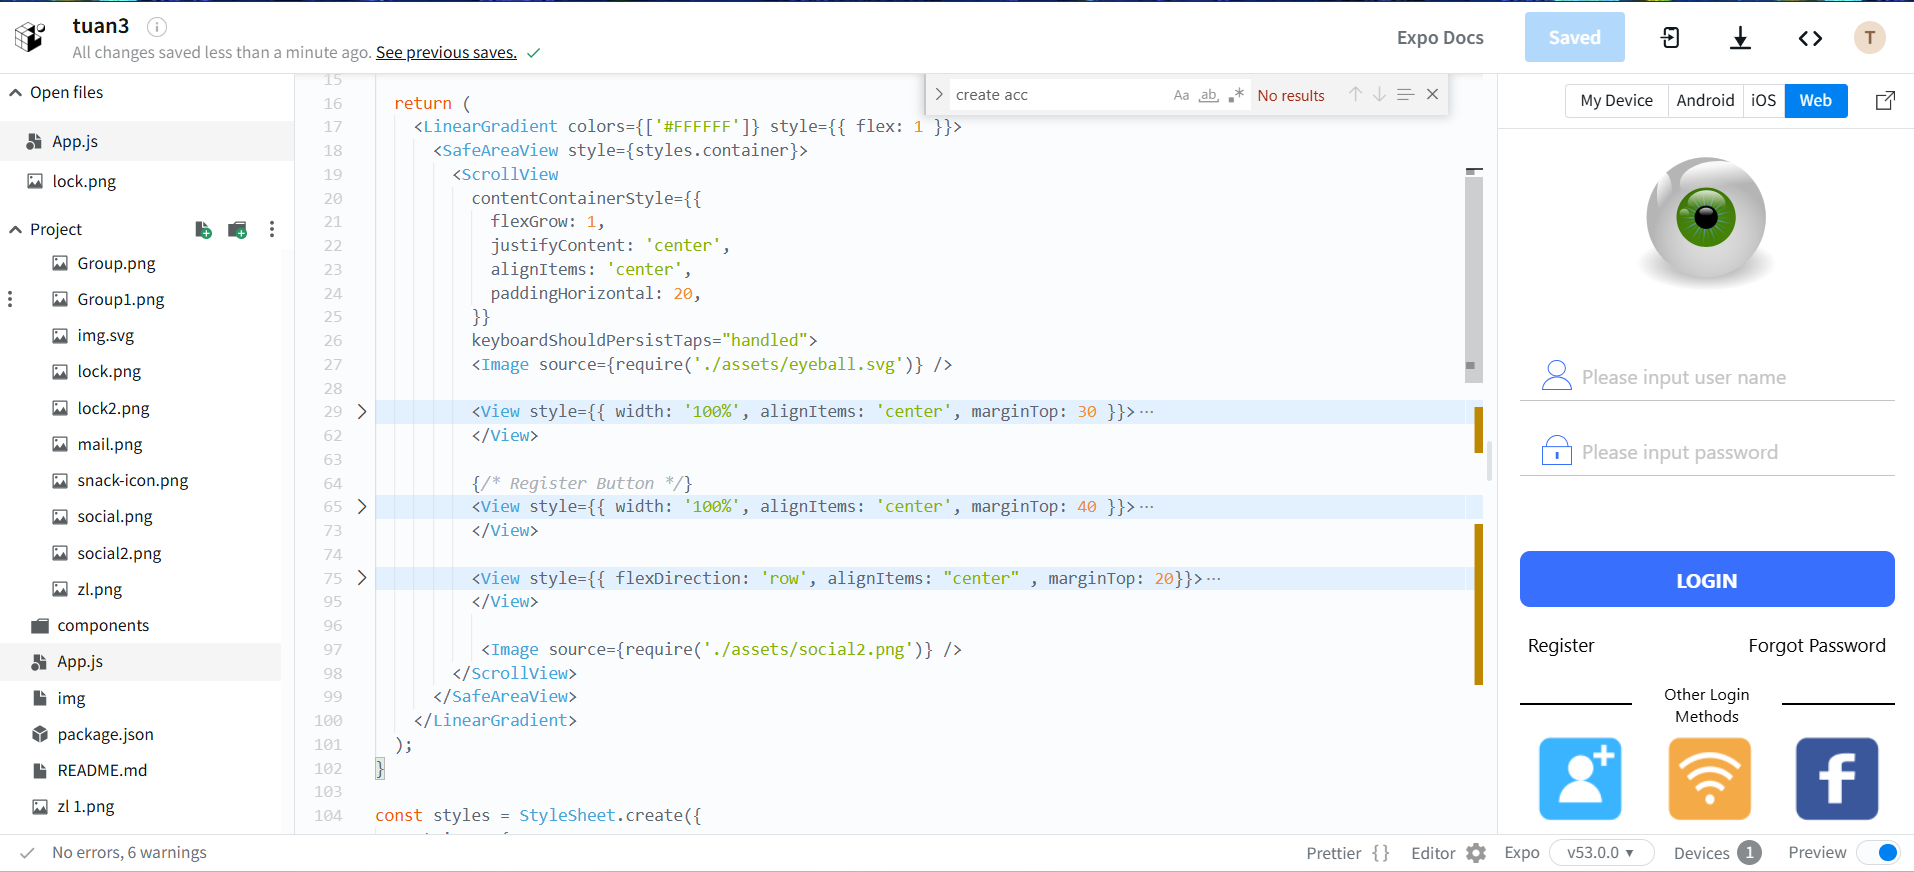 tuan3
All changes saved less than a minute ago. See previous saves.
Expo Docs
Saved
T
Open files
App.js
lock.png
Project
Group.png
Group1.png
img.svg
lock.png
lock2.png
mail.png
snack-icon.png
social.png
social2.png
zl.png
components
App.js
img
package.json
README.md
zl 1.png
create acc
Aa
ab
No results
15
16 return (
17 <LinearGradient colors={['#FFFFFF']} style={{ flex: 1 }}>
18 <SafeAreaView style={styles.container}>
19 <ScrollView
20 contentContainerStyle={{
21 flexGrow: 1,
22 justifyContent: 'center',
23 alignItems: 'center',
24 paddingHorizontal: 20,
25 }}
26 keyboardShouldPersistTaps="handled">
27 <Image source={require('./assets/eyeball.svg')} />
28
29 <View style={{ width: '100%', alignItems: 'center', marginTop: 30 }}>···
62 </View>
63
64 {/* Register Button */}
65 <View style={{ width: '100%', alignItems: 'center', marginTop: 40 }}>···
73 </View>
74
75 <View style={{ flexDirection: 'row', alignItems: "center" , marginTop: 20}}>···
95 </View>
96
97 <Image source={require('./assets/social2.png')} />
98 </ScrollView>
99 </SafeAreaView>
100 </LinearGradient>
101 );
102 }
103
104 const styles = StyleSheet.create({
My Device
Android
iOS
Web
Please input user name
Please input password
LOGIN
Register
Forgot Password
Other Login
Methods
f
No errors, 6 warnings
Prettier { }
Editor
Expo
v53.0.0
Devices 1
Preview